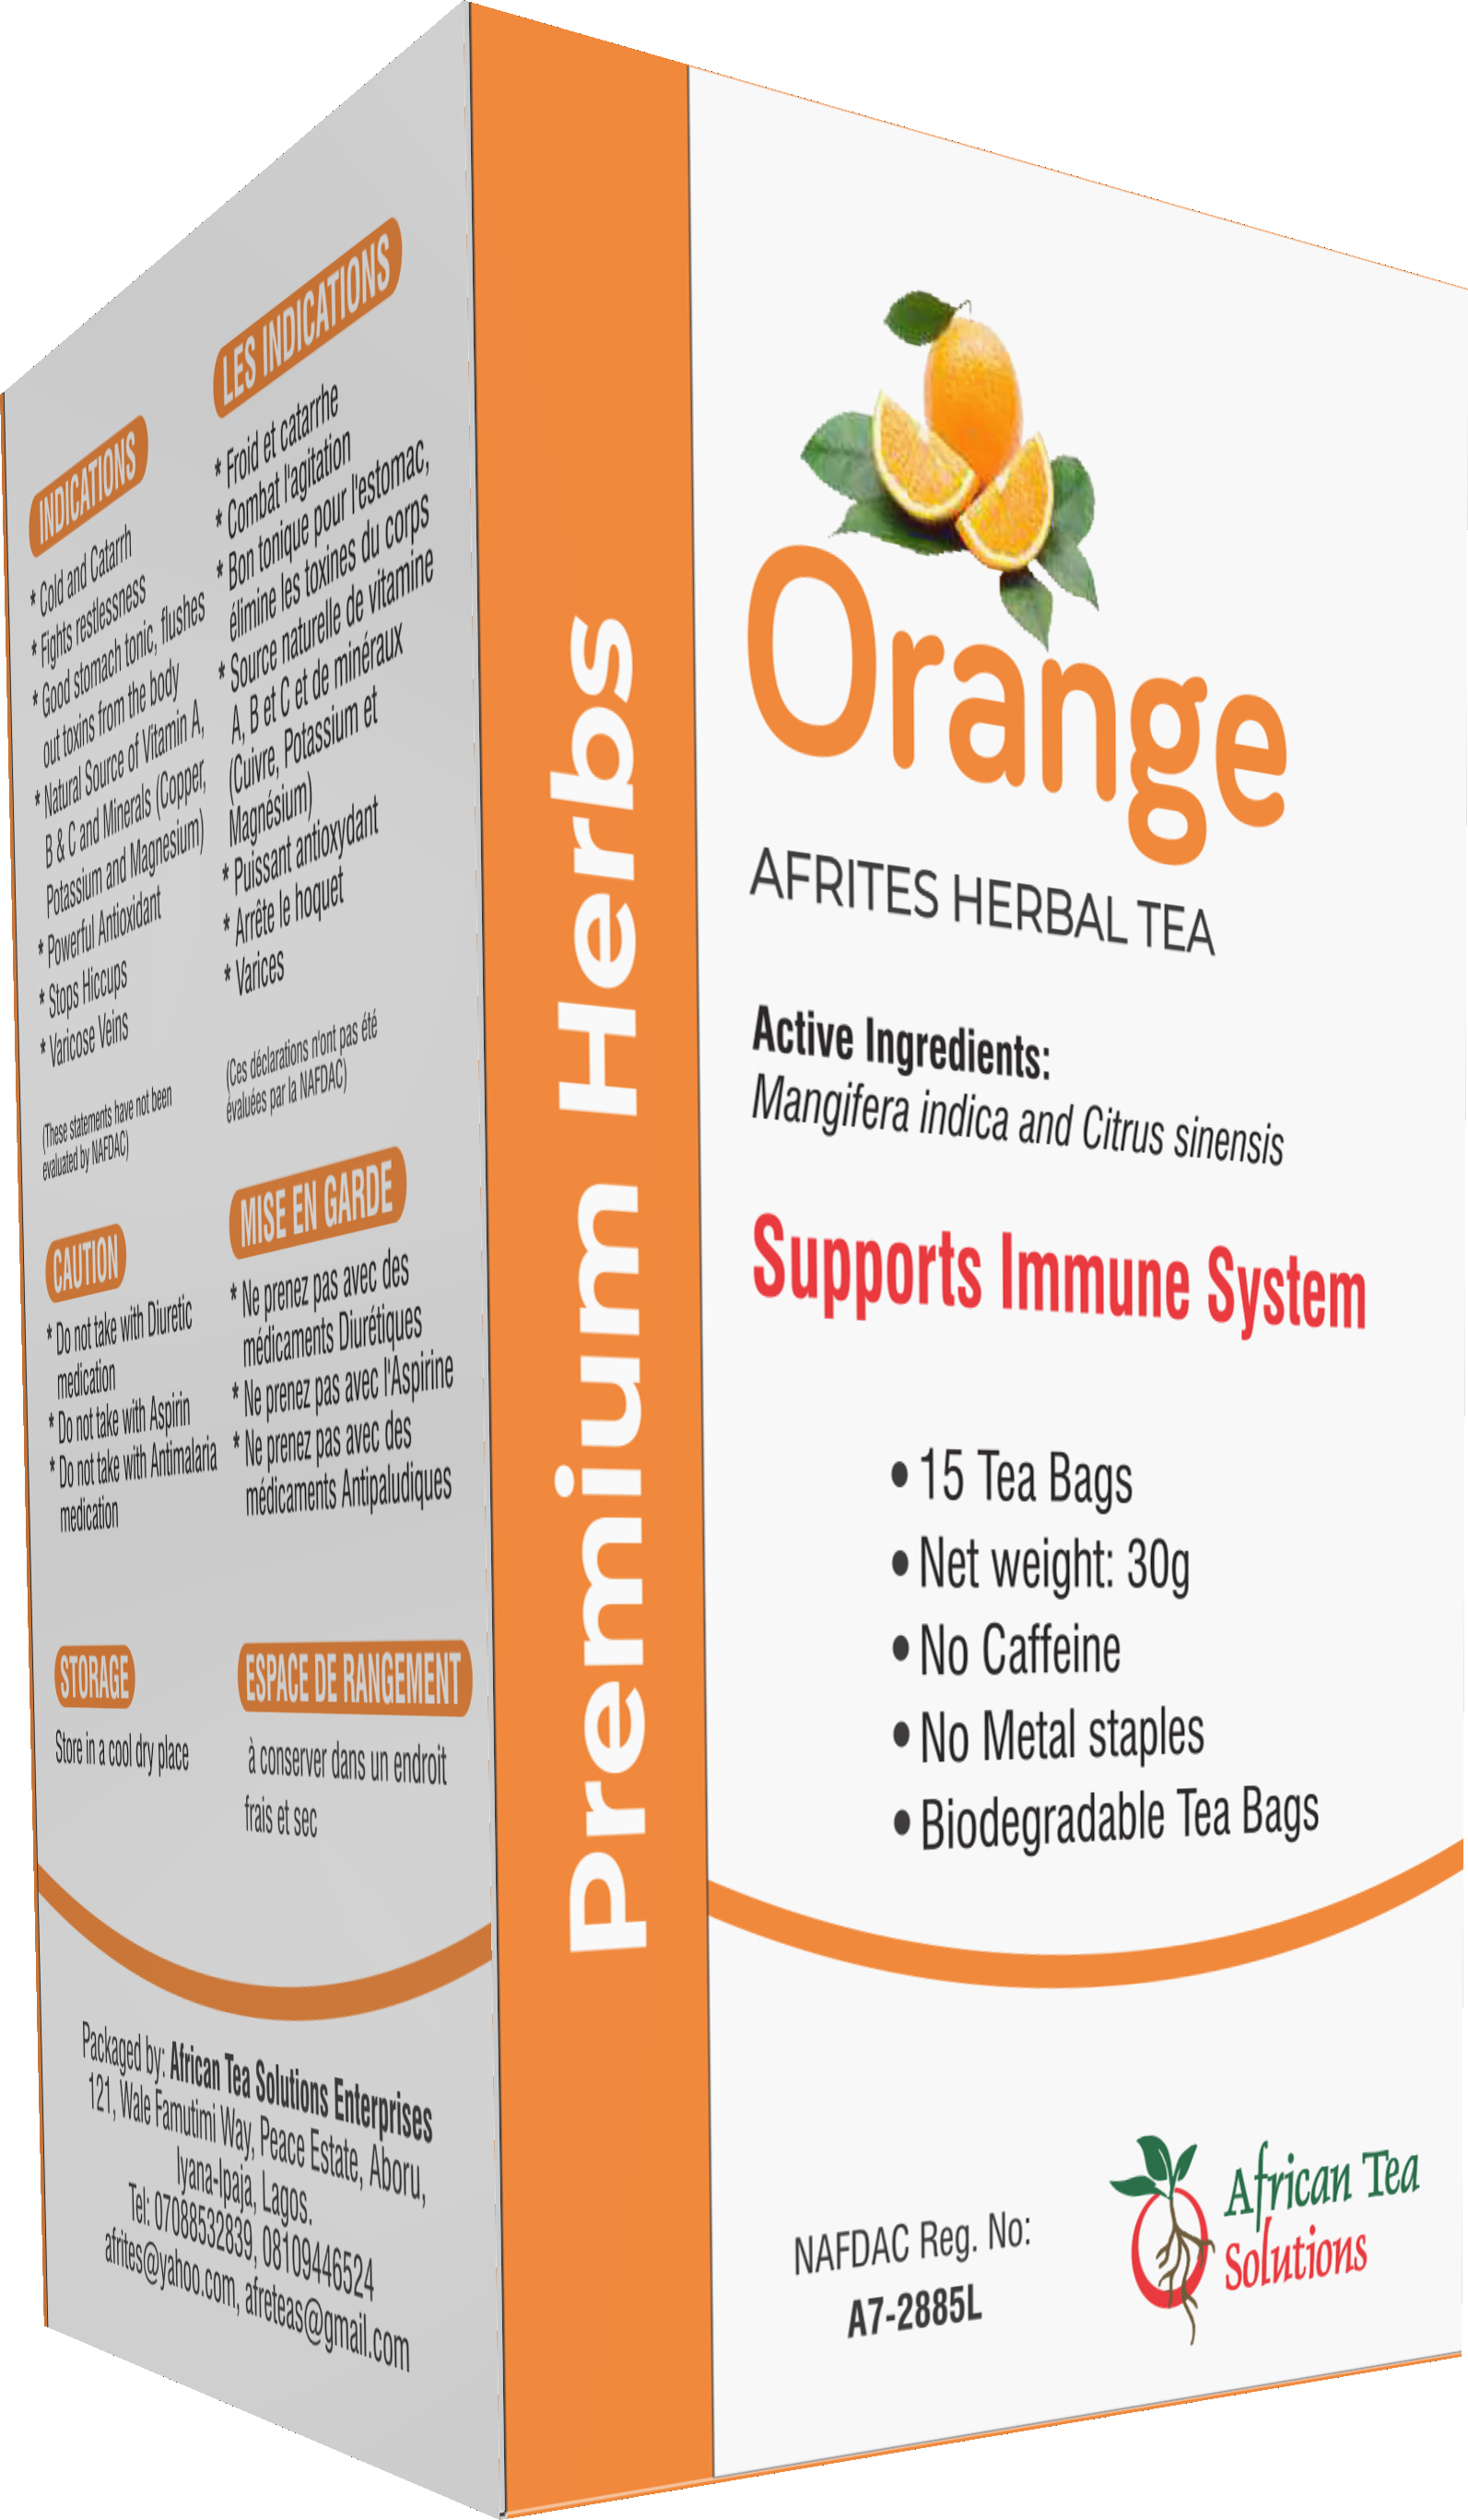 INDICATIONS
* Cold and Catarrh
* Fights restlessness
* Good stomach tonic, flushes
out toxins from the body
* Natural Source of Vitamin A,
B & C and Minerals (Copper,
Potassium and Magnesium)
* Powerful Antioxidant
* Stops Hiccups
* Varicose Veins
(These statements have not been
evaluated by NAFDAC)
CAUTION
* Do not take with Diuretic
medication
* Do not take with Aspirin
* Do not take with Antimalaria
medication
STORAGE
Store in a cool dry place
LES INDICATIONS
* Froid et catarrhe
* Combat l'agitation
* Bon tonique pour l'estomac,
élimine les toxines du corps
* Source naturelle de vitamine
A, B et C et de minéraux
(Cuivre, Potassium et
Magnésium)
* Puissant antioxydant
* Arrête le hoquet
* Varices
(Ces déclarations n'ont pas été
évaluées par la NAFDAC)
MISE EN GARDE
* Ne prenez pas avec des
médicaments Diurétiques
* Ne prenez pas avec l'Aspirine
* Ne prenez pas avec des
médicaments Antipaludiques
ESPACE DE RANGEMENT
à conserver dans un endroit
frais et sec
Packaged by: African Tea Solutions Enterprises
121, Wale Famutimi Way, Peace Estate, Aboru,
Iyana-Ipaja, Lagos.
Tel: 07088532839, 08109446524
afrites@yahoo.com, afreteas@gmail.com
Premium Herbs
Orange
AFRITES HERBAL TEA
Active Ingredients:
Mangifera indica and Citrus sinensis
Supports Immune System
• 15 Tea Bags
• Net weight: 30g
• No Caffeine
• No Metal staples
• Biodegradable Tea Bags
NAFDAC Reg. No:
A7-2885L
African Tea
Solutions